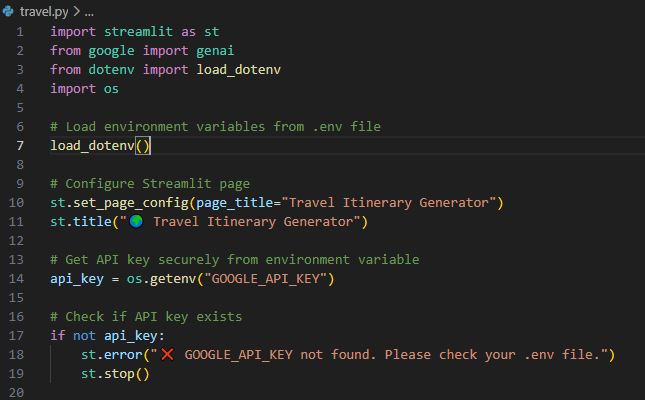 travel.py > ...
1 import streamlit as st
2 from google import genai
3 from dotenv import load_dotenv
4 import os
5
6 # Load environment variables from .env file
7 load_dotenv()
8
9 # Configure Streamlit page
10 st.set_page_config(page_title="Travel Itinerary Generator")
11 st.title("🌍 Travel Itinerary Generator")
12
13 # Get API key securely from environment variable
14 api_key = os.getenv("GOOGLE_API_KEY")
15
16 # Check if API key exists
17 if not api_key:
18     st.error("❌ GOOGLE_API_KEY not found. Please check your .env file.")
19     st.stop()
20